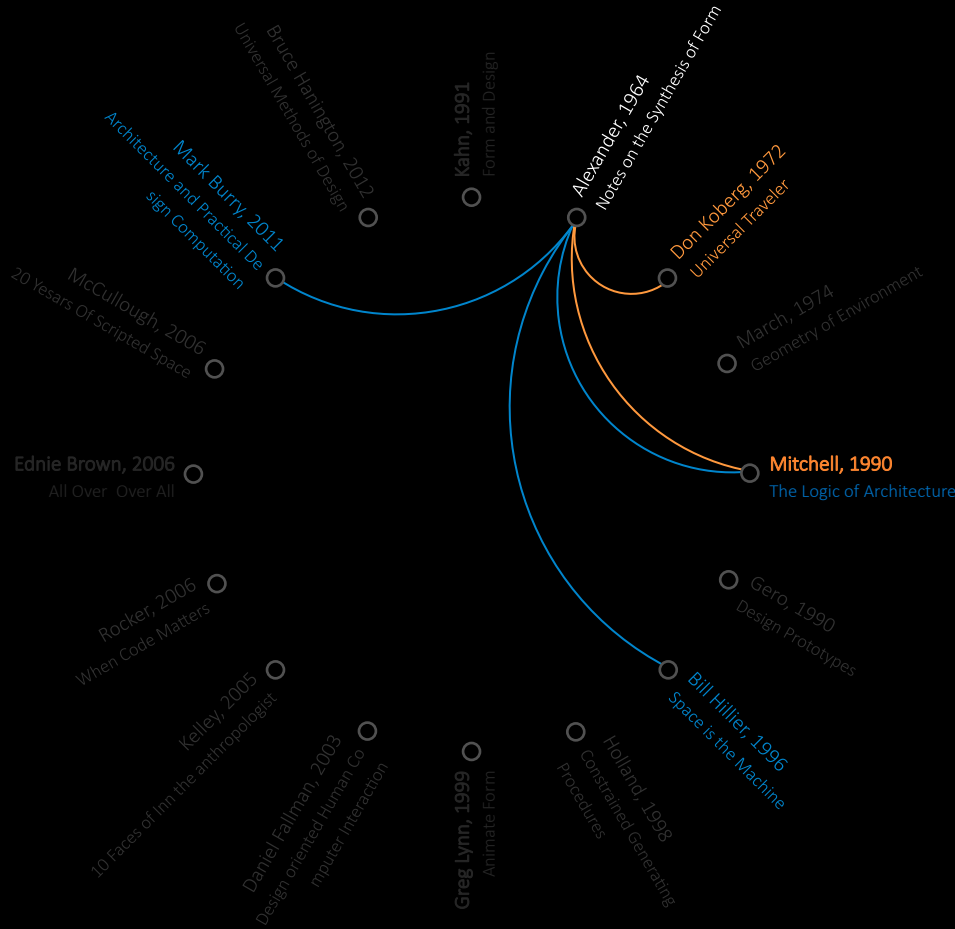 Alexander, 1964
Notes on the Synthesis of Form
Don Koberg, 1972
Universal Traveler
March, 1974
Geometry of Environment
Mitchell, 1990
The Logic of Architecture
Gero, 1990
Design Prototypes
Bill Hillier, 1996
Space is the Machine
Holland, 1998
Constrained Generating
Procedures
Greg Lynn, 1999
Animate Form
Daniel Fallman, 2003
Design oriented Human Co
mputer Interaction
Kelley, 2005
10 Faces of Inn the anthropologist
Rocker, 2006
When Code Matters
Ednie Brown, 2006
All Over  Over All
McCullough, 2006
20 Yesars Of Scripted Space
Mark Burry, 2011
Architecture and Practical De
sign Computation
Bruce Hanington, 2012
Universal Methods of Design
Kahn, 1991
Form and Design